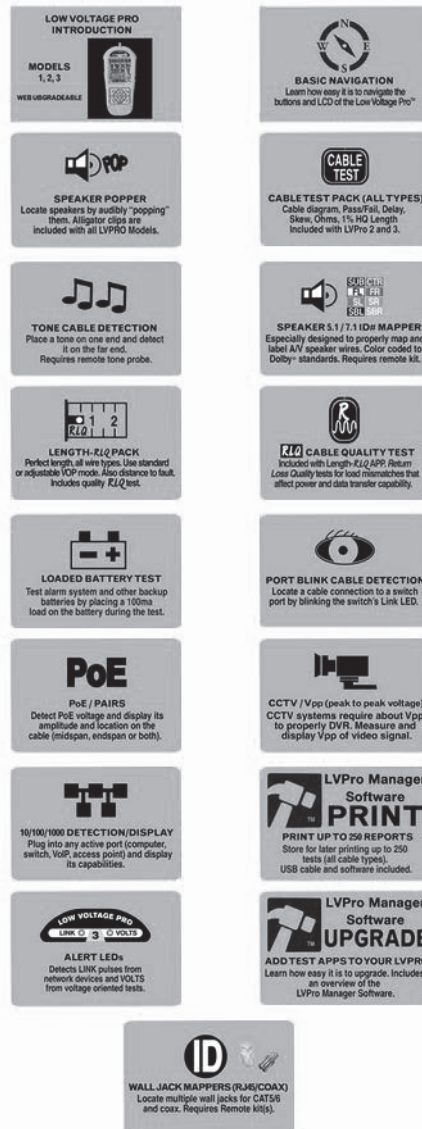 LOW VOLTAGE PRO
INTRODUCTION
MODELS
1, 2, 3
WEB UBGRADEABLE
N
W E
S
BASIC NAVIGATION
Learn how easy it is to navigate the
buttons and LCD of the Low Voltage Pro™
POP
SPEAKER POPPER
Locate speakers by audibly "popping"
them. Alligator clips are
included with all LVPRO Models.
CABLE
TEST
CABLE TEST PACK (ALL TYPES)
Cable diagram, Pass/Fail, Delay,
Skew, Ohms, 1% HQ Length
Included with LVPro 2 and 3.
TONE CABLE DETECTION
Place a tone on one end and detect
it on the far end.
Requires remote tone probe.
SUB CTR
FL FR
SL SR
SBL SBR
SPEAKER 5.1 / 7.1 ID# MAPPER
Especially designed to properly map and
label A/V speaker wires. Color coded to
Dolby® standards. Requires remote kit.
1 2
RLQ
LENGTH-RLQ PACK
Perfect length, all wire types. Use standard
or adjustable VOP mode. Also distance to fault.
Includes quality RLQ test.
R
RLQ CABLE QUALITY TEST
Included with Length-RLQ APP. Return
Loss Quality tests for load mismatches that
affect power and data transfer capability.
- +
LOADED BATTERY TEST
Test alarm system and other backup
batteries by placing a 100ma
load on the battery during the test.
PORT BLINK CABLE DETECTION
Locate a cable connection to a switch
port by blinking the switch's Link LED.
PoE
PoE / PAIRS
Detect PoE voltage and display its
amplitude and location on the
cable (midspan, endspan or both).
CCTV / Vpp (peak to peak voltage)
CCTV systems require about Vpp
to properly DVR. Measure and
display Vpp of video signal.
10/100/1000 DETECTION/DISPLAY
Plug into any active port (computer,
switch, VoIP, access point) and display
its capabilities.
LVPro Manager
Software
PRINT
TM
PRINT UP TO 250 REPORTS
Store for later printing up to 250
tests (all cable types).
USB cable and software included.
LOW VOLTAGE PRO
LINK 3 VOLTS
ALERT LEDs
Detects LINK pulses from
network devices and VOLTS
from voltage oriented tests.
LVPro Manager
Software
UPGRADE
TM
ADD TEST APPS TO YOUR LVPRO
Learn how easy it is to upgrade. Includes
an overview of the
LVPro Manager Software.
ID
WALL JACK MAPPERS (RJ45/COAX)
Locate multiple wall jacks for CAT5/6
and coax. Requires Remote kit(s).